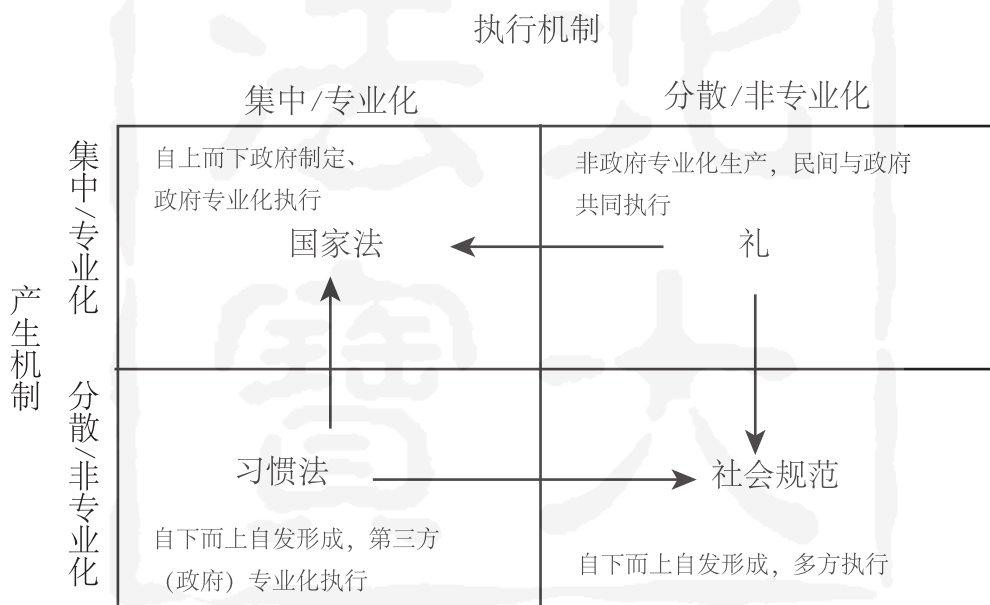 执行机制
集中/专业化
分散/非专业化
产生机制
集中/专业化
自上而下政府制定、
政府专业化执行
国家法
非政府专业化生产，民间与政府
共同执行
礼
分散/非专业化
习惯法
自下而上自发形成，第三方
（政府）专业化执行
社会规范
自下而上自发形成，多方执行